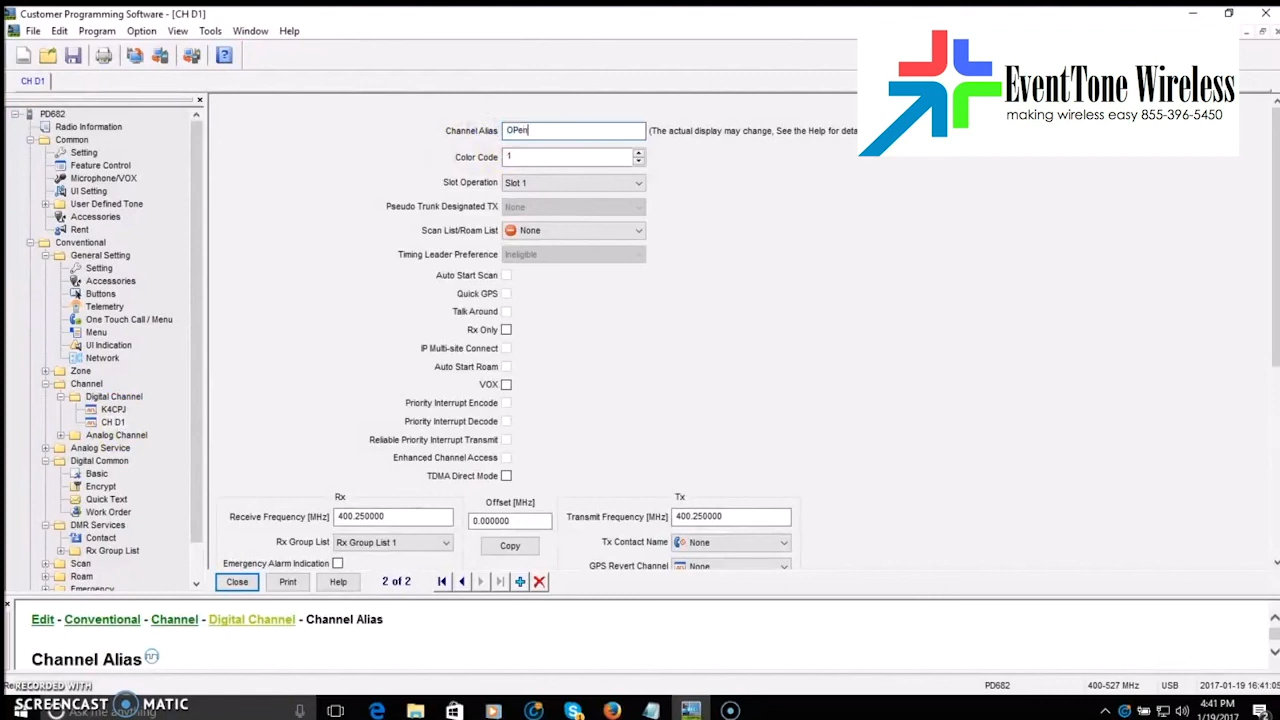 Customer Programming Software - [CH D1]
File Edit Program Option View Tools Window Help
CH D1
EventTone Wireless
making wireless easy 855-396-5450
PD682
Radio Information
Common
Setting
Feature Control
Microphone/VOX
UI Setting
User Defined Tone
Accessories
Rent
Conventional
General Setting
Setting
Accessories
Buttons
Telemetry
One Touch Call / Menu
Menu
UI Indication
Network
Zone
Channel
Digital Channel
K4CPJ
CH D1
Analog Channel
Analog Service
Digital Common
Basic
Encrypt
Quick Text
Work Order
DMR Services
Contact
Rx Group List
Scan
Roam
Emergency
Channel Alias OPen (The actual display may change, See the Help for deta
Color Code 1
Slot Operation Slot 1
Pseudo Trunk Designated TX None
Scan List/Roam List None
Timing Leader Preference Ineligible
Auto Start Scan
Quick GPS
Talk Around
Rx Only
IP Multi-site Connect
Auto Start Roam
VOX
Priority Interrupt Encode
Priority Interrupt Decode
Reliable Priority Interrupt Transmit
Enhanced Channel Access
TDMA Direct Mode
Rx
Receive Frequency [MHz] 400.250000
Rx Group List Rx Group List 1
Emergency Alarm Indication
Offset [MHz]
0.000000
Copy
Tx
Transmit Frequency [MHz] 400.250000
Tx Contact Name None
GPS Revert Channel None
Close Print Help 2 of 2
Edit - Conventional - Channel - Digital Channel - Channel Alias
Channel Alias
PD682 400-527 MHz USB 2017-01-19 16:41:05
RECORDED WITH
SCREENCAST MATIC
4:41 PM
1/19/2017